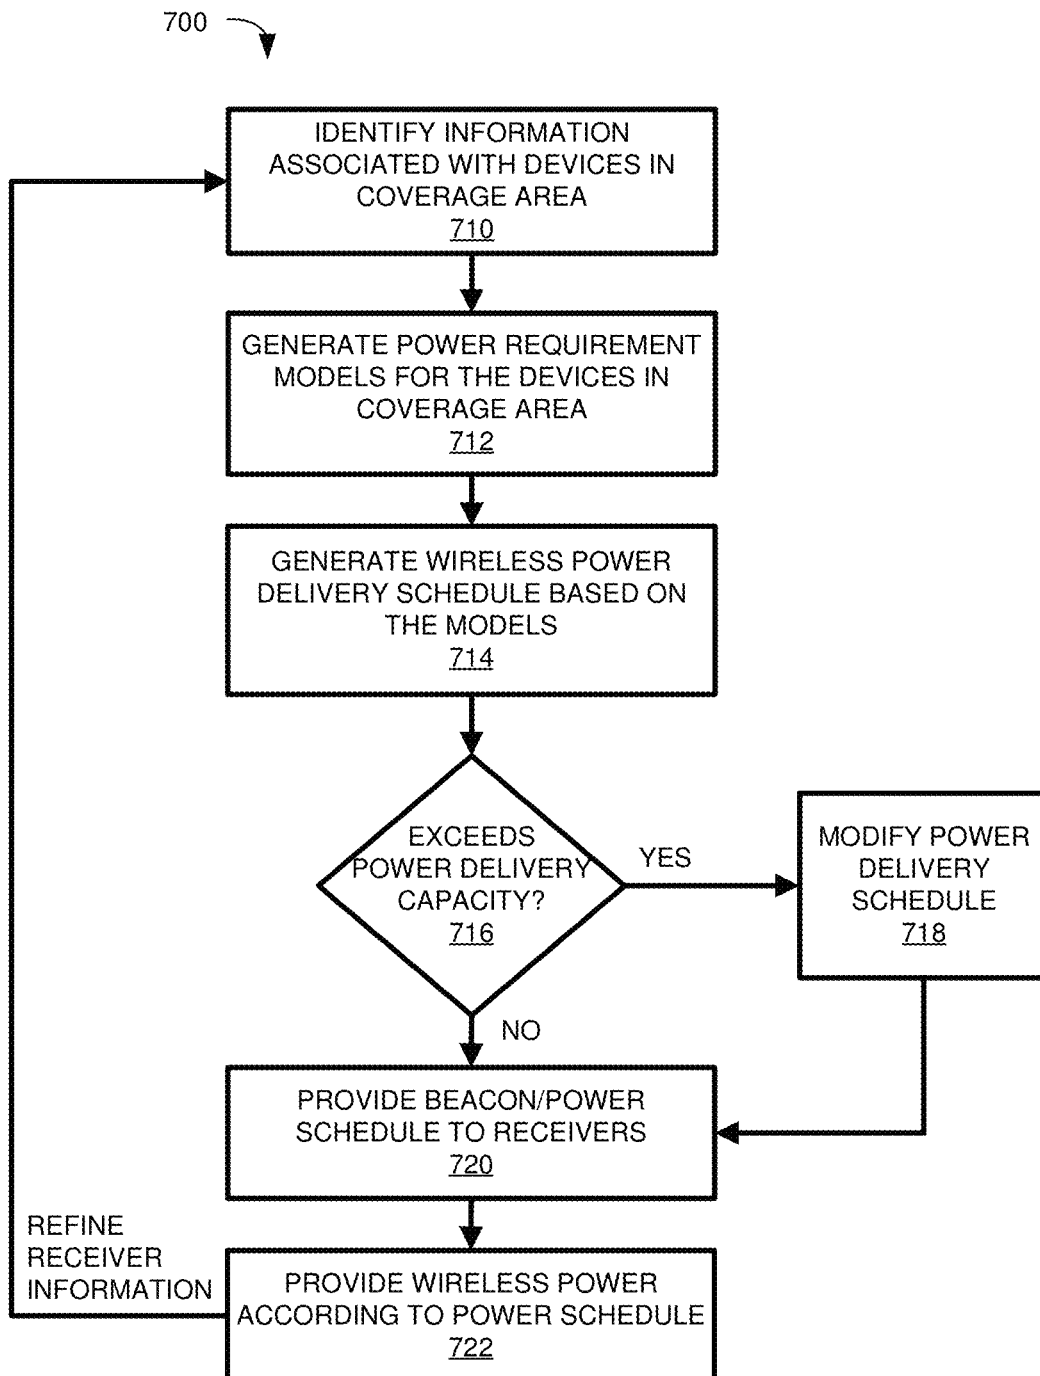 700
IDENTIFY INFORMATION
ASSOCIATED WITH DEVICES IN
COVERAGE AREA
710
GENERATE POWER REQUIREMENT
MODELS FOR THE DEVICES IN
COVERAGE AREA
712
GENERATE WIRELESS POWER
DELIVERY SCHEDULE BASED ON
THE MODELS
714
EXCEEDS
POWER DELIVERY
CAPACITY?
716
YES
MODIFY POWER
DELIVERY
SCHEDULE
718
NO
PROVIDE BEACON/POWER
SCHEDULE TO RECEIVERS
720
REFINE
RECEIVER
INFORMATION
PROVIDE WIRELESS POWER
ACCORDING TO POWER SCHEDULE
722